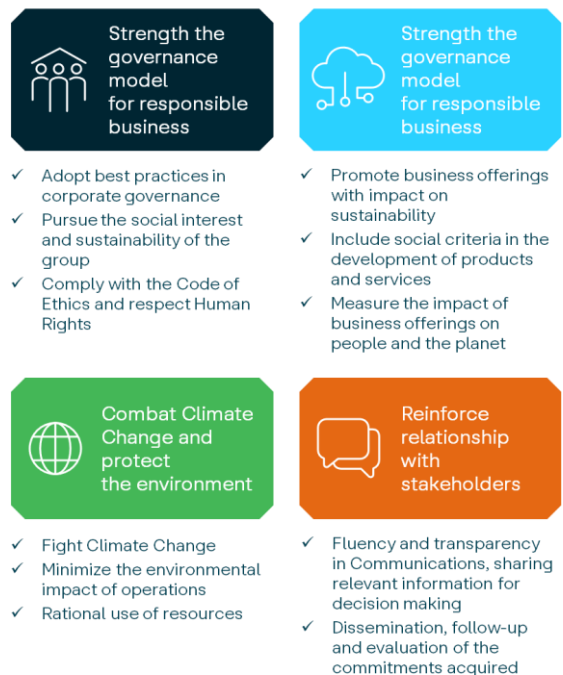 Strength the
governance
model
for responsible
business
✓ Adopt best practices in
corporate governance
✓ Pursue the social interest
and sustainability of the
group
✓ Comply with the Code of
Ethics and respect Human
Rights
Strength the
governance
model
for responsible
business
✓ Promote business offerings
with impact on
sustainability
✓ Include social criteria in the
development of products
and services
✓ Measure the impact of
business offerings on
people and the planet
Combat Climate
Change and
protect
the environment
✓ Fight Climate Change
✓ Minimize the environmental
impact of operations
✓ Rational use of resources
Reinforce
relationship
with
stakeholders
✓ Fluency and transparency
in Communications, sharing
relevant information for
decision making
✓ Dissemination, follow-up
and evaluation of the
commitments acquired